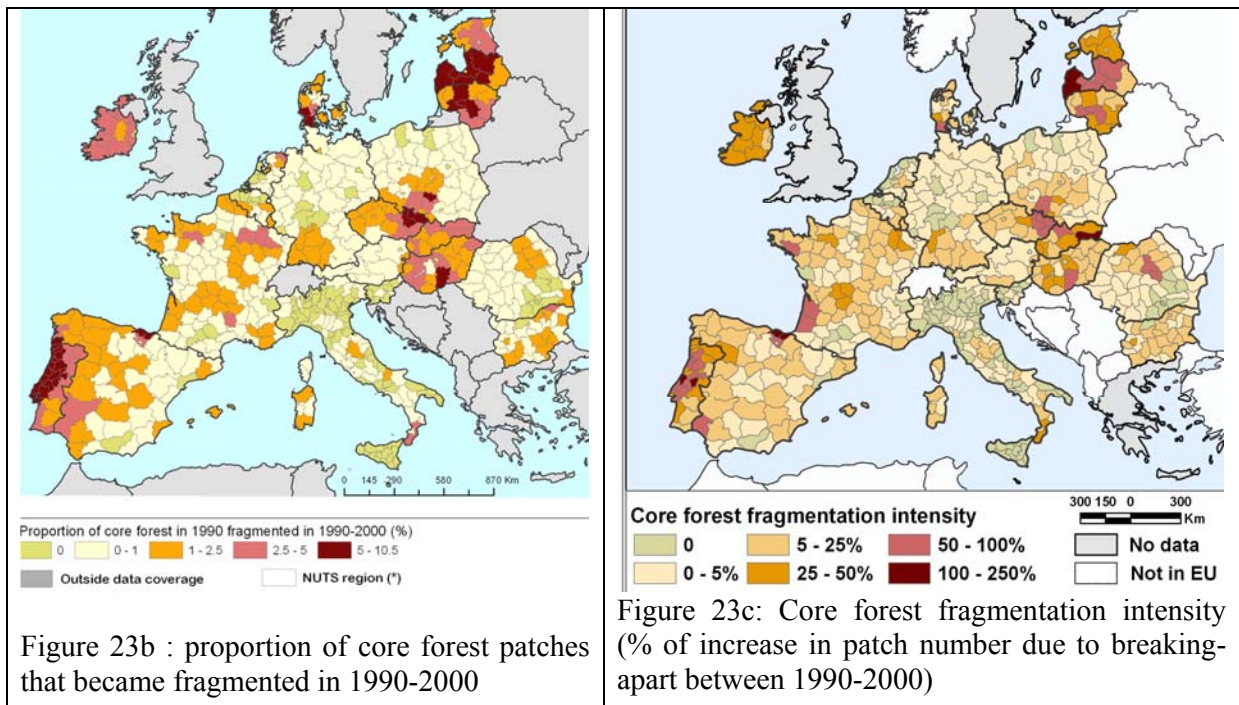 0 145 290 580 870 Km
Proportion of core forest in 1990 fragmented in 1990-2000 (%)
0 0 - 1 1 - 2.5 2.5 - 5 5 - 10.5
Outside data coverage NUTS region (*)
Figure 23b : proportion of core forest patches
that became fragmented in 1990-2000
300 150 0 300
Km
Core forest fragmentation intensity
0 5 - 25% 50 - 100% No data
0 - 5% 25 - 50% 100 - 250% Not in EU
Figure 23c: Core forest fragmentation intensity
(% of increase in patch number due to breaking-
apart between 1990-2000)